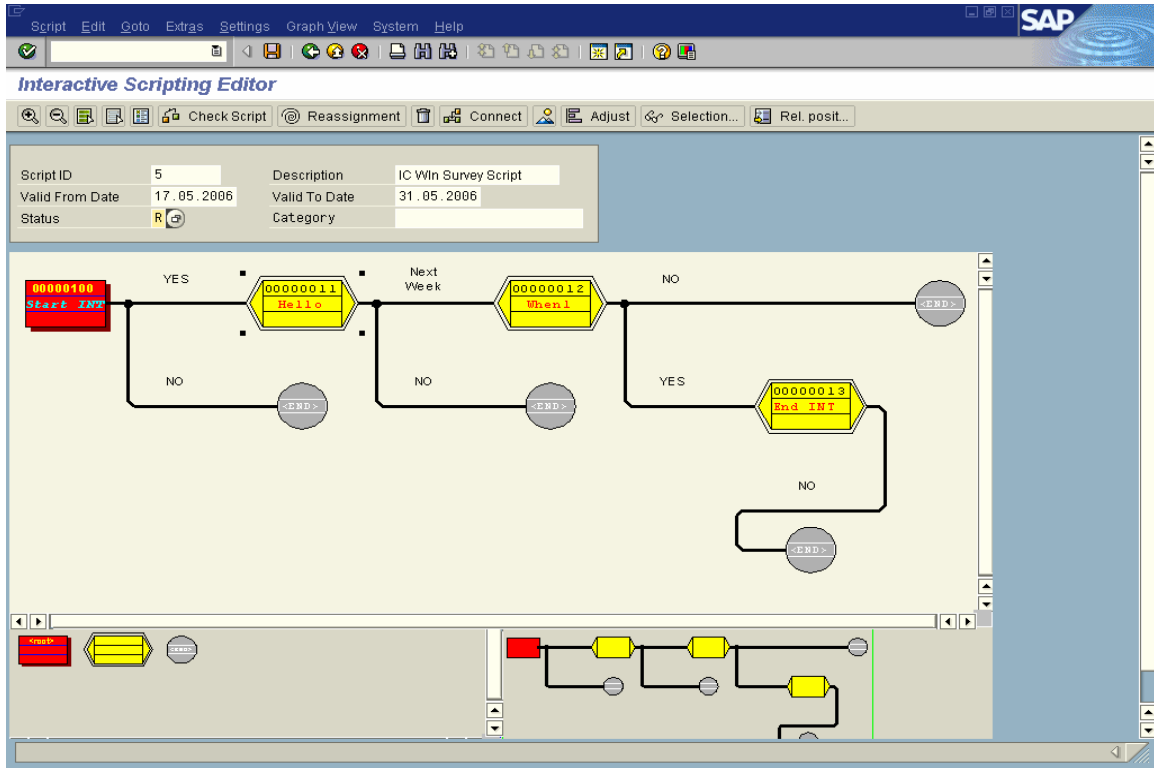 Script Edit Goto Extras Settings Graph View System Help
SAP
Interactive Scripting Editor
Check Script Reassignment Connect Adjust Selection... Rel. posit...
Script ID 5 Description IC WIn Survey Script
Valid From Date 17.05.2006 Valid To Date 31.05.2006
Status R Category
YES Next Week NO
00000100 00000011 00000012
Start INT Hello When1 <END>
NO NO YES
<END> <END> 00000013
End INT
NO
<END>
<root>